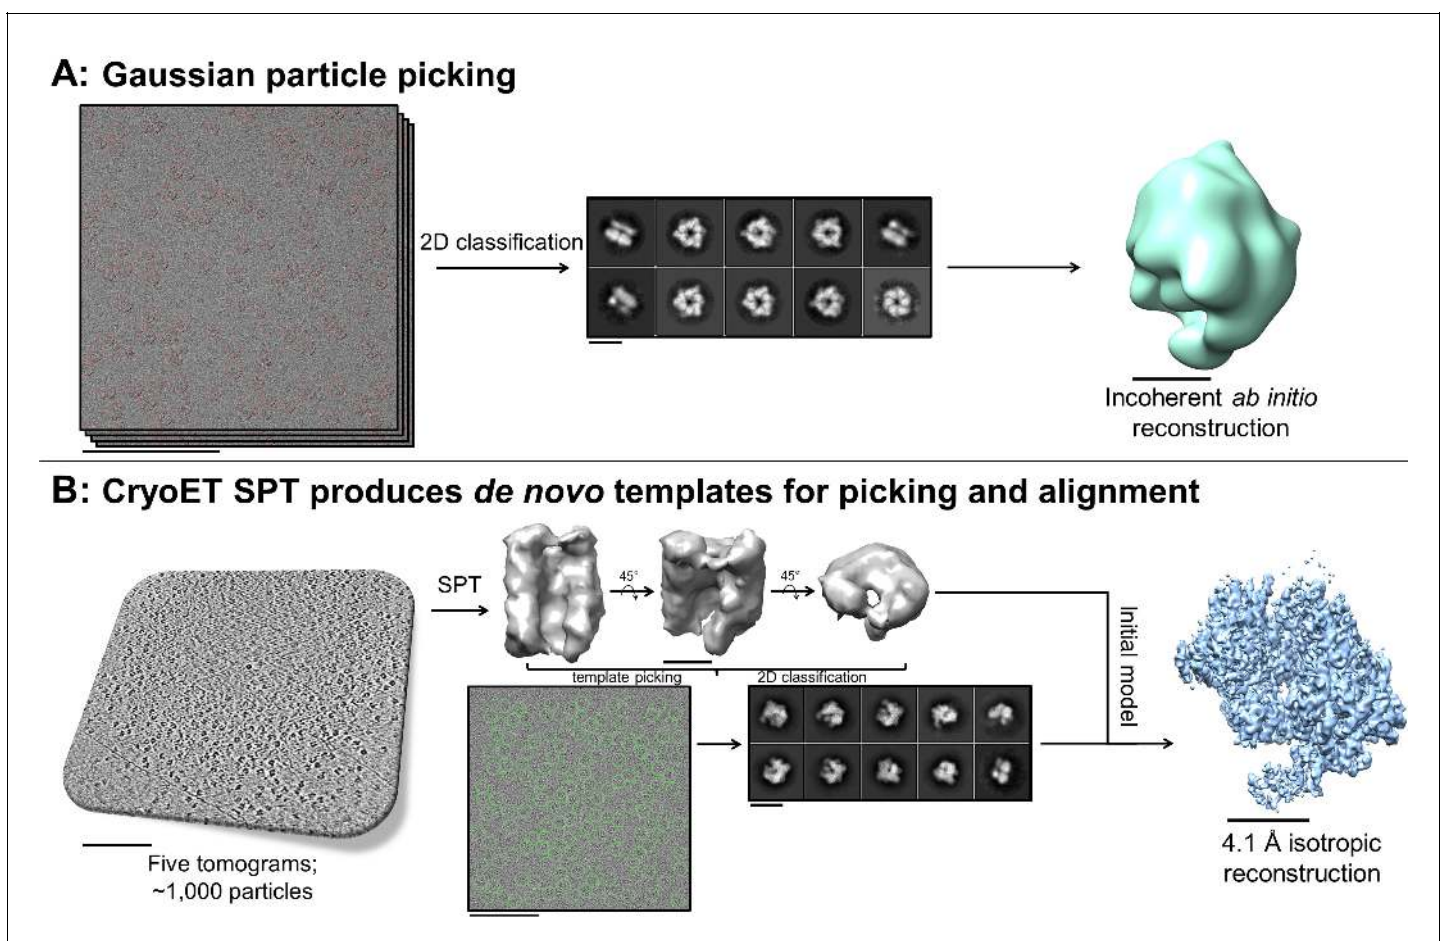 A: Gaussian particle picking
2D classification
Incoherent ab initio
reconstruction
B: CryoET SPT produces de novo templates for picking and alignment
SPT
45°
45°
template picking
2D classification
Initial model
Five tomograms;
~1,000 particles
4.1 Å isotropic
reconstruction